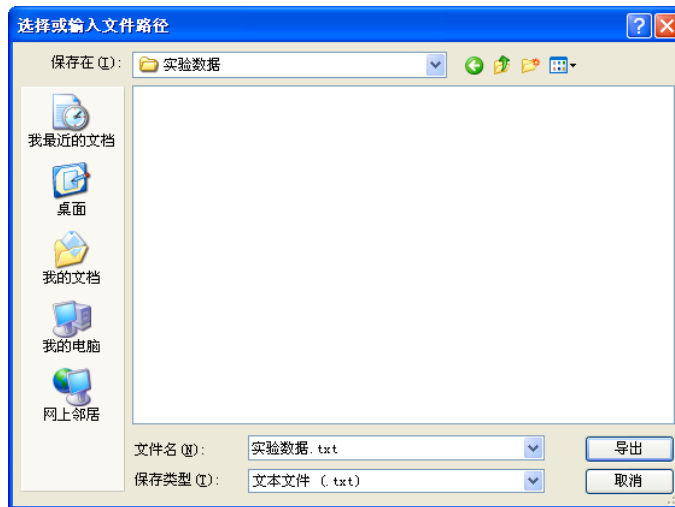 选择或输入文件路径
保存在(I):
实验数据
我最近的文档
桌面
我的文档
我的电脑
网上邻居
文件名(N):
实验数据.txt
导出
保存类型(T):
文本文件 (.txt)
取消